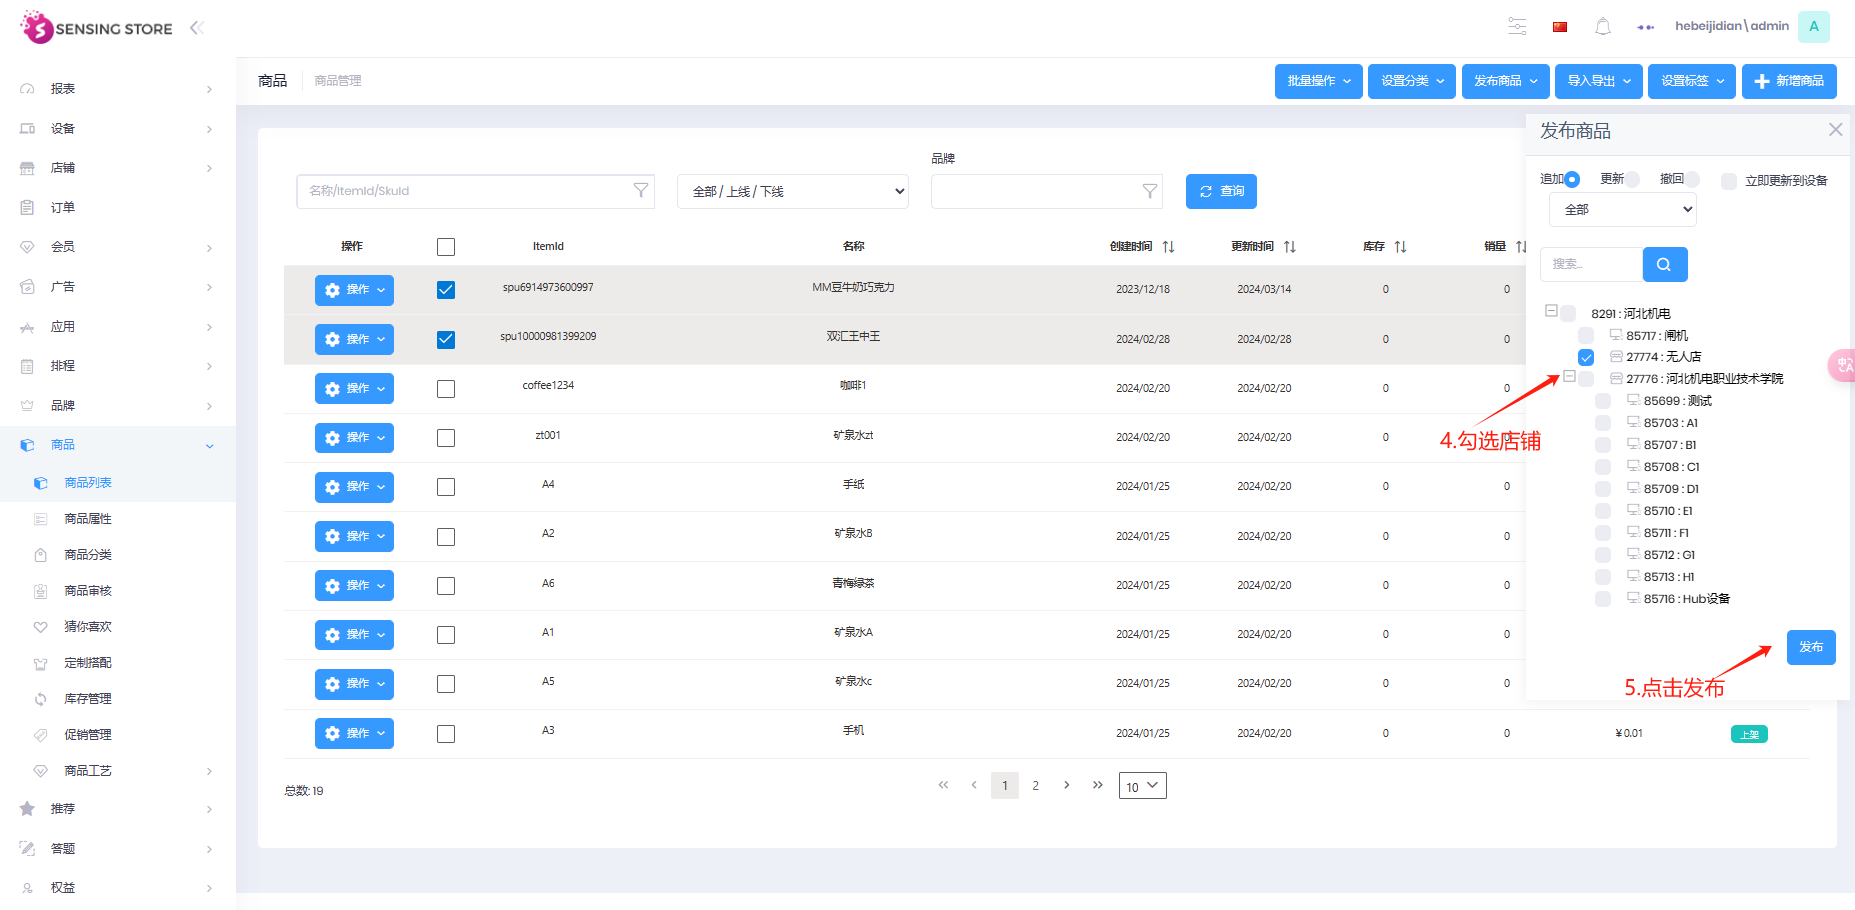 SENSING STORE
hebeijidian\admin
A
报表
设备
店铺
订单
会员
广告
应用
排程
品牌
商品
商品列表
商品属性
商品分类
商品审核
猜你喜欢
定制搭配
库存管理
促销管理
商品工艺
推荐
答题
权益
商品
商品管理
批量操作
设置分类
发布商品
导入导出
设置标签
新增商品
品牌
名称/ItemId/SkuId
全部 / 上线 / 下线
查询
操作 ItemId 名称 创建时间 更新时间 库存 销量
操作 spu6914973600997 MM豆牛奶巧克力 2023/12/18 2024/03/14 0 0
操作 spu10000981399209 双汇王中王 2024/02/28 2024/02/28 0 0
操作 coffee1234 咖啡1 2024/02/20 2024/02/20 0 0
操作 zt001 矿泉水zt 2024/02/20 2024/02/20 0 0
操作 A4 手纸 2024/01/25 2024/02/20 0 0
操作 A2 矿泉水B 2024/01/25 2024/02/20 0 0
操作 A6 青梅绿茶 2024/01/25 2024/02/20 0 0
操作 A1 矿泉水A 2024/01/25 2024/02/20 0 0
操作 A5 矿泉水c 2024/01/25 2024/02/20 0 0
操作 A3 手机 2024/01/25 2024/02/20 0 0 ¥0.01 上架
总数: 19
1 2
10
发布商品
追加 更新 撤回 立即更新到设备
全部
搜索...
8291 : 河北机电
85717 : 闸机
27774 : 无人店
27776 : 河北机电职业技术学院
85699 : 测试
85703 : A1
85707 : B1
85708 : C1
85709 : D1
85710 : E1
85711 : F1
85712 : G1
85713 : H1
85716 : Hub设备
4.勾选店铺
发布
5.点击发布